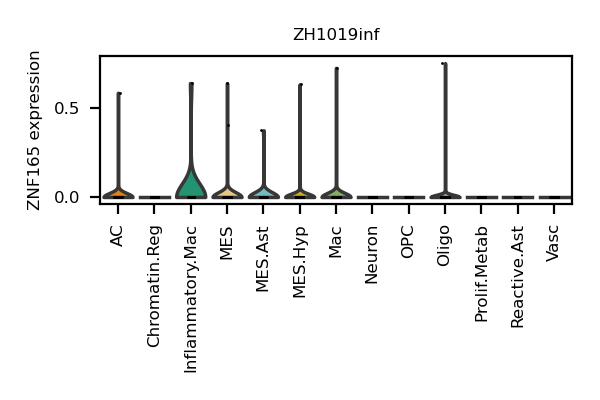 ZH1019inf
ZNF165 expression
0.5
0.0
AC
Chromatin.Reg
Inflammatory.Mac
MES
MES.Ast
MES.Hyp
Mac
Neuron
OPC
Oligo
Prolif.Metab
Reactive.Ast
Vasc